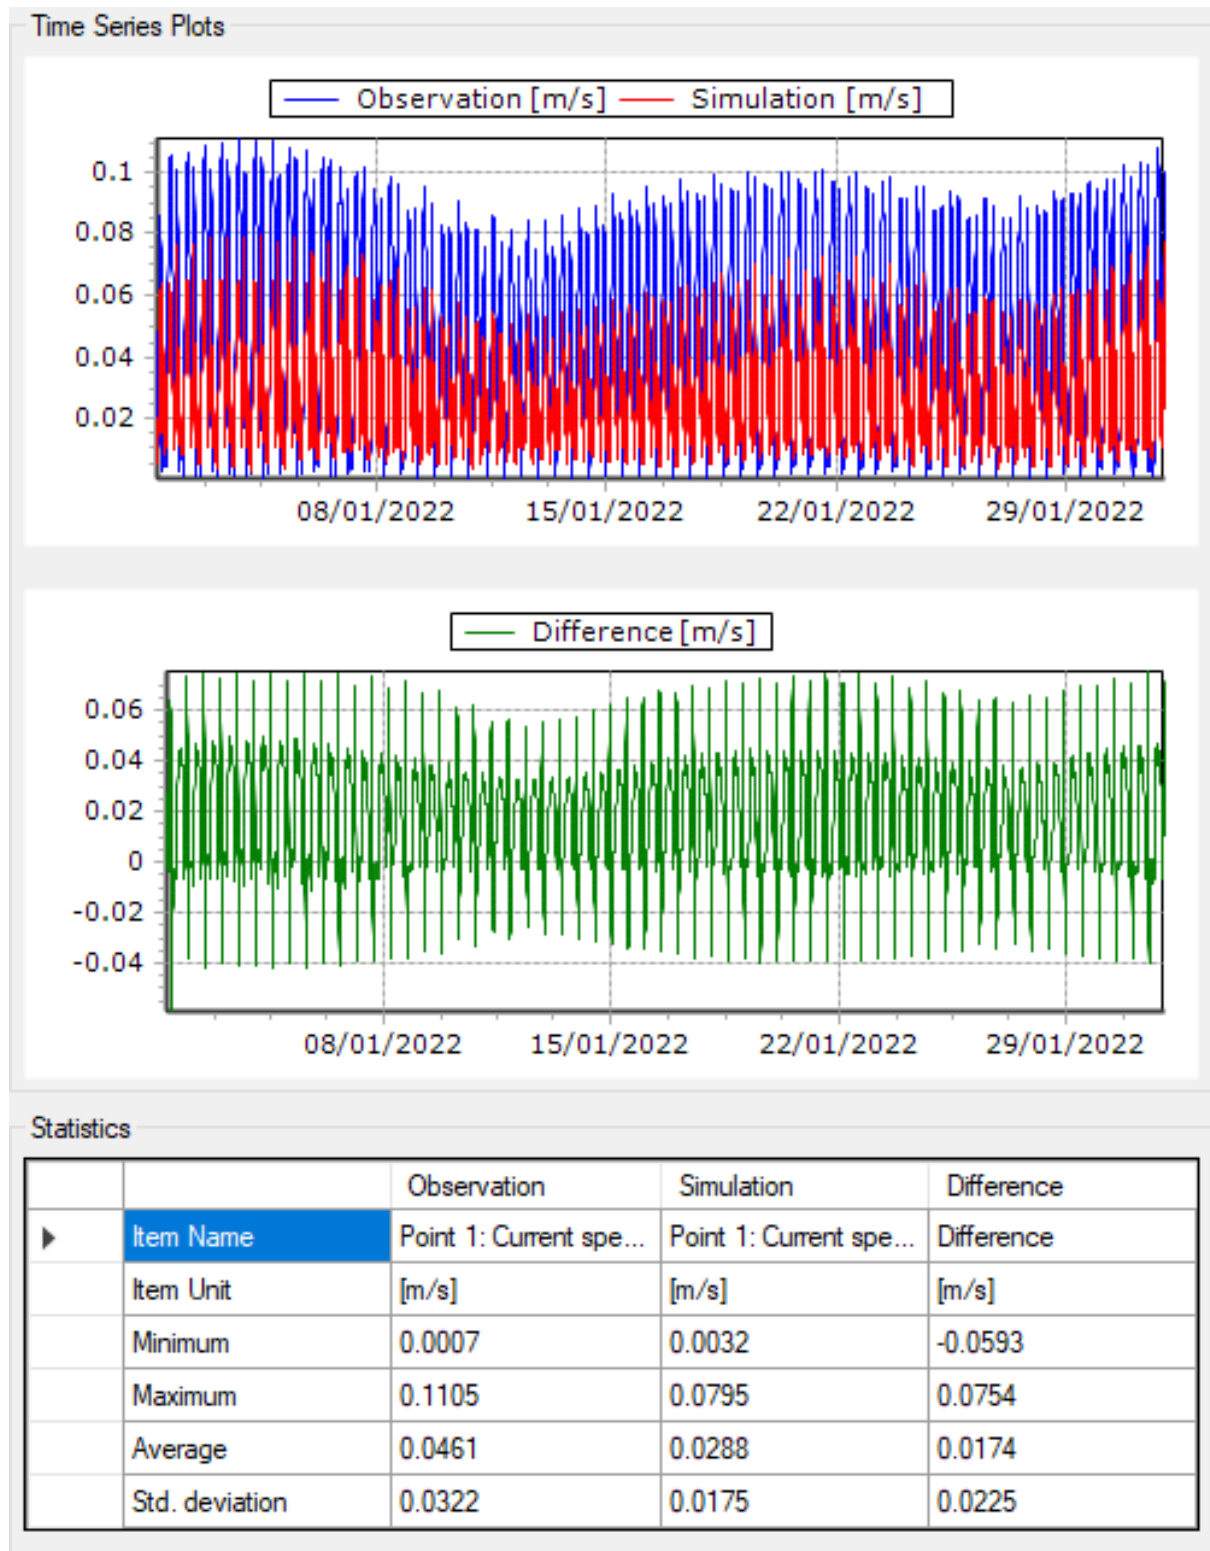 Time Series Plots
Observation [m/s] Simulation [m/s]
0.1
0.08
0.06
0.04
0.02
08/01/2022 15/01/2022 22/01/2022 29/01/2022
Difference [m/s]
0.06
0.04
0.02
0
-0.02
-0.04
08/01/2022 15/01/2022 22/01/2022 29/01/2022
Statistics
Observation Simulation Difference
Item Name Point 1: Current spe... Point 1: Current spe... Difference
Item Unit [m/s] [m/s] [m/s]
Minimum 0.0007 0.0032 -0.0593
Maximum 0.1105 0.0795 0.0754
Average 0.0461 0.0288 0.0174
Std. deviation 0.0322 0.0175 0.0225